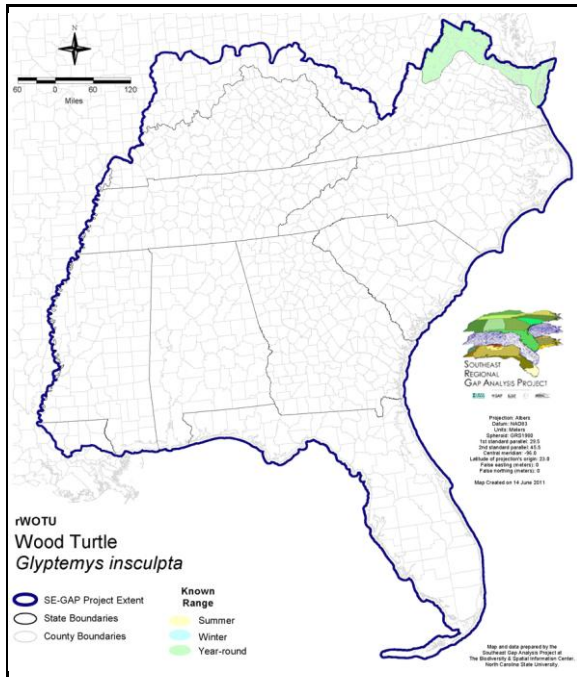 N
60 0 60 120
Miles
SOUTHEAST
REGIONAL
GAP ANALYSIS PROJECT
Projection: Albers
Datum: NAD83
Units: Meters
Spheroid: GRS1980
1st standard parallel: 29.5
2nd standard parallel: 45.5
Central meridian: -96.0
Latitude of projection's origin: 23.0
False easting (meters): 0
False northing (meters): 0
Map Created on 14 June 2011
rWOTU
Wood Turtle
Glyptemys insculpta
SE-GAP Project Extent
State Boundaries
County Boundaries
Known
Range
Summer
Winter
Year-round
Map and data prepared by the
Southeast Gap Analysis Project at
The Biodiversity & Spatial Information Center,
North Carolina State University.